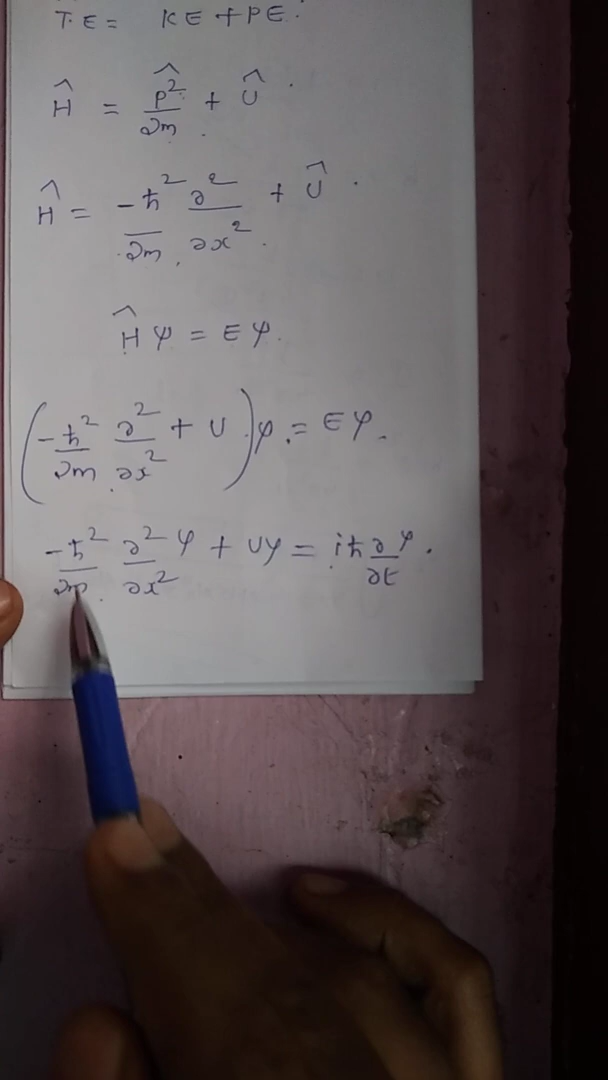 T.E = KE + PE.
Ĥ = p̂²/2m + Û.
Ĥ = -ℏ²/2m ∂²/∂x² + Û.
Ĥψ = Eψ.
(-ℏ²/2m ∂²/∂x² + U)ψ = Eψ.
-ℏ²/2m ∂²/∂x² ψ + Uψ = iℏ ∂ψ/∂t.